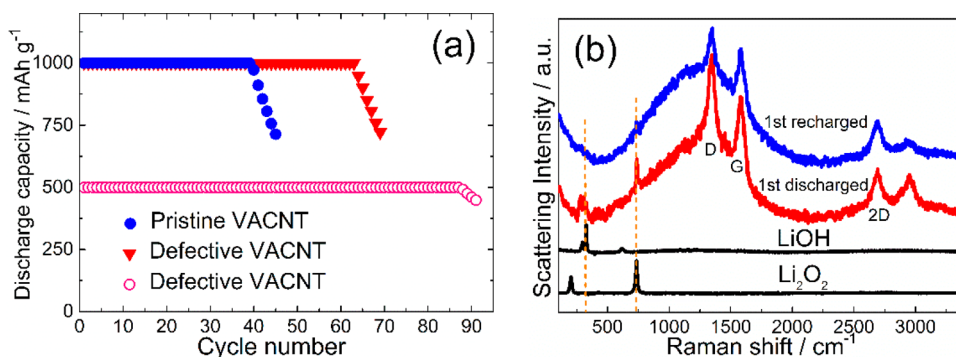 (a)
Discharge capacity / mAh g⁻¹
1000
750
500
250
0
Pristine VACNT
Defective VACNT
Defective VACNT
0 10 20 30 40 50 60 70 80 90
Cycle number
(b)
Scattering Intensity / a.u.
1st recharged
D
G
1st discharged
2D
LiOH
Li₂O₂
500 1000 1500 2000 2500 3000
Raman shift / cm⁻¹